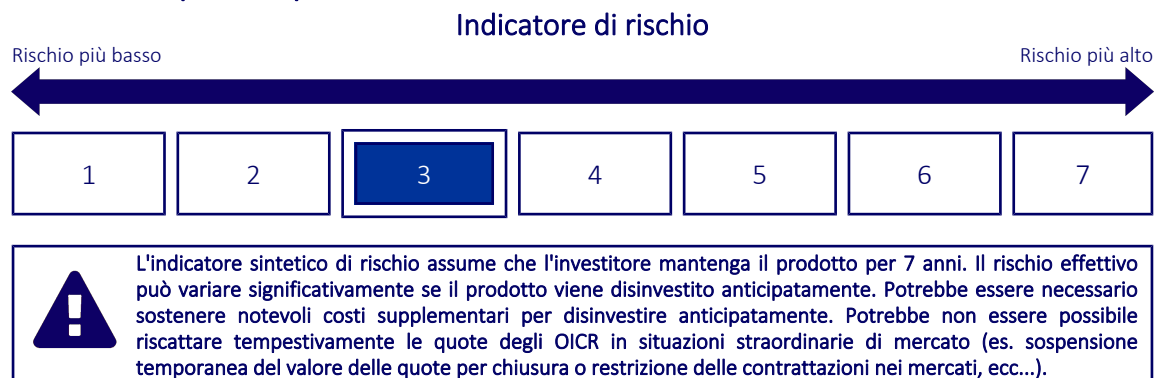 Indicatore di rischio
Rischio più basso
Rischio più alto
1
2
3
4
5
6
7
L'indicatore sintetico di rischio assume che l'investitore mantenga il prodotto per 7 anni. Il rischio effettivo
può variare significativamente se il prodotto viene disinvestito anticipatamente. Potrebbe essere necessario
sostenere notevoli costi supplementari per disinvestire anticipatamente. Potrebbe non essere possibile
riscattare tempestivamente le quote degli OICR in situazioni straordinarie di mercato (es. sospensione
temporanea del valore delle quote per chiusura o restrizione delle contrattazioni nei mercati, ecc...).